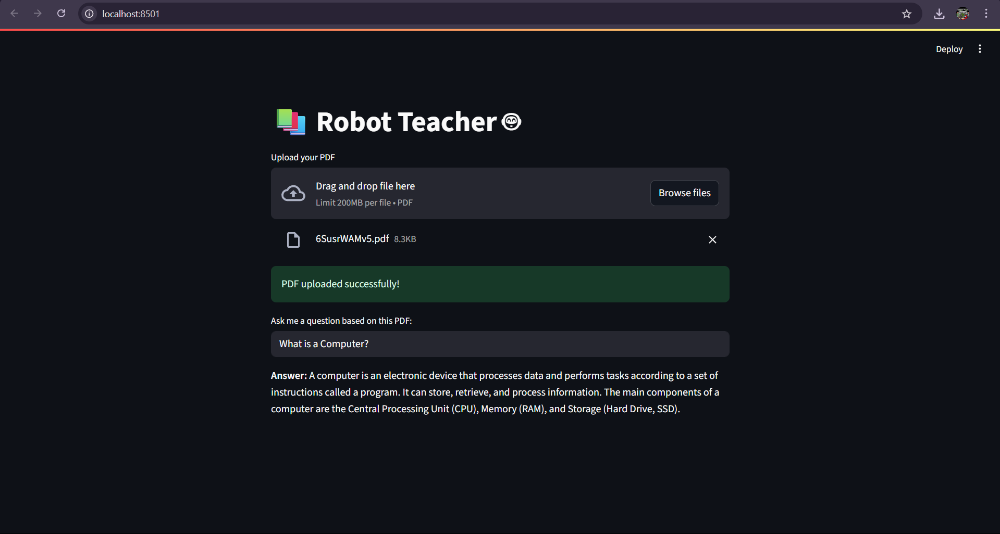 localhost:8501
Deploy
📚 Robot Teacher
Upload your PDF
Drag and drop file here
Limit 200MB per file • PDF
Browse files
6SusrWAMv5.pdf 8.3KB
PDF uploaded successfully!
Ask me a question based on this PDF:
What is a Computer?
Answer: A computer is an electronic device that processes data and performs tasks according to a set of
instructions called a program. It can store, retrieve, and process information. The main components of a
computer are the Central Processing Unit (CPU), Memory (RAM), and Storage (Hard Drive, SSD).